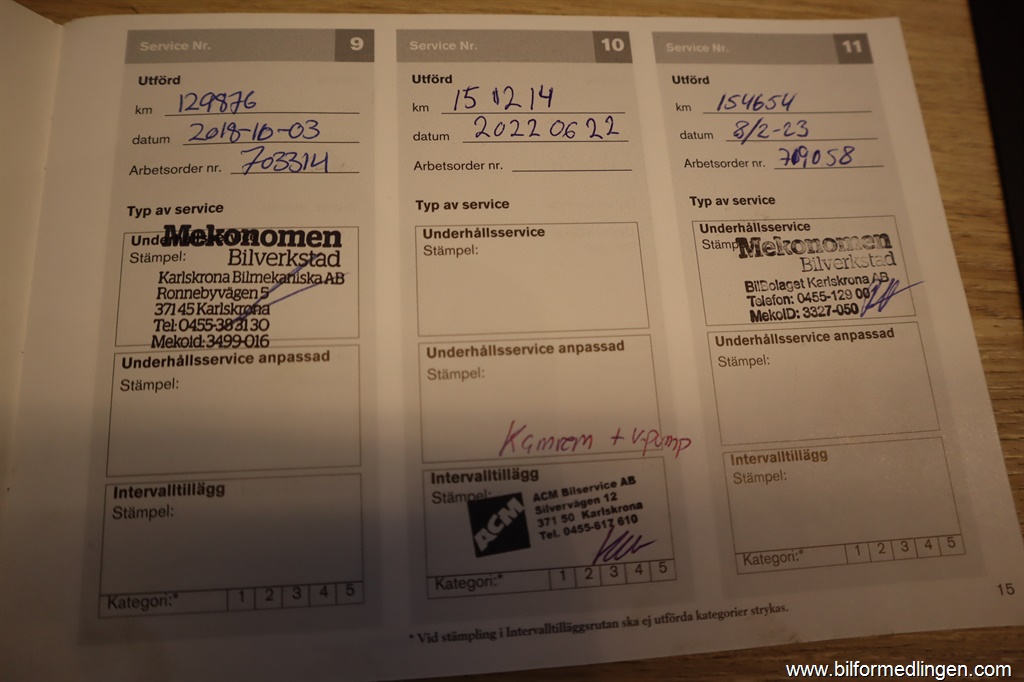 Service Nr. 9
Utförd
km 129876
datum 2018-10-03
Arbetsorder nr. 703314
Typ av service
Underhållsservice
Stämpel:
Mekonomen
Bilverkstad
Karlskrona Bilmekaniska AB
Ronnebyvägen 5
371 45 Karlskrona
Tel: 0455-383130
Mekoid: 3499-016
Underhållsservice anpassad
Stämpel:
Intervalltillägg
Stämpel:
Kategori:* 1 2 3 4 5
Service Nr. 10
Utförd
km 151214
datum 2022 06 22
Arbetsorder nr.
Typ av service
Underhållsservice
Stämpel:
Underhållsservice anpassad
Stämpel:
Kamrem + V-pump
Intervalltillägg
Stämpel:
ACM
ACM Bilservice AB
Silvervägen 12
371 50 Karlskrona
Tel. 0455-617 610
Kategori:* 1 2 3 4 5
Service Nr. 11
Utförd
km 154654
datum 8/2-23
Arbetsorder nr. 709058
Typ av service
Underhållsservice
Stämp
Mekonomen
Bilverkstad
BilBolaget Karlskrona AB
Telefon: 0455-129 00
MekoID: 3327-050
Underhållsservice anpassad
Stämpel:
Intervalltillägg
Stämpel:
Kategori:* 1 2 3 4 5
15
* Vid stämpling i Intervalltilläggsrutan ska ej utförda kategorier strykas.
www.bilformedlingen.com